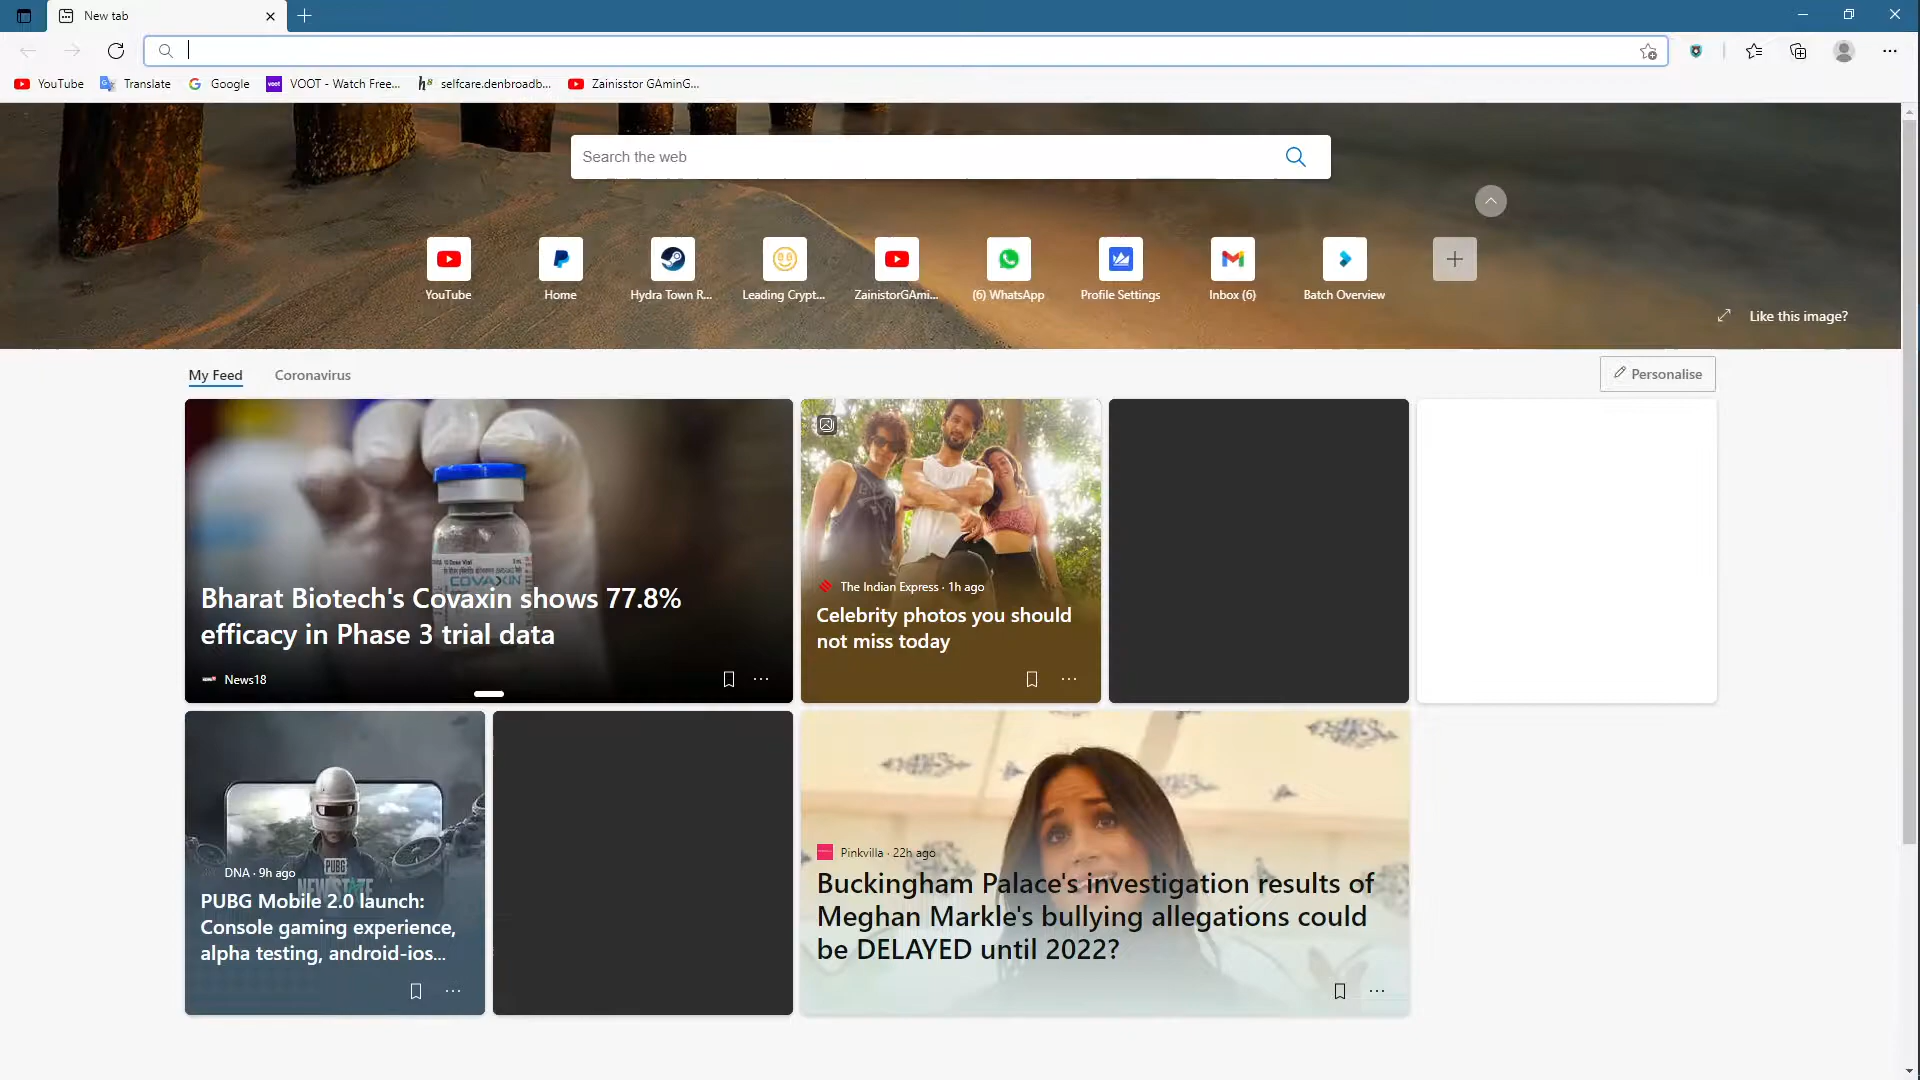 New tab
YouTube
Translate
Google
VOOT - Watch Free...
selfcare.denbroadb...
Zainisstor GAminG...
Search the web
YouTube
Home
Hydra Town R...
Leading Crypt...
ZainistorGAmi...
(6) WhatsApp
Profile Settings
Inbox (6)
Batch Overview
Like this image?
My Feed
Coronavirus
Personalise
COVAXIN
Bharat Biotech's Covaxin shows 77.8%
efficacy in Phase 3 trial data
News18
The Indian Express · 1h ago
Celebrity photos you should
not miss today
PUBG
NEW STATE
DNA · 9h ago
PUBG Mobile 2.0 launch:
Console gaming experience,
alpha testing, android-ios...
Pinkvilla · 22h ago
Buckingham Palace's investigation results of
Meghan Markle's bullying allegations could
be DELAYED until 2022?